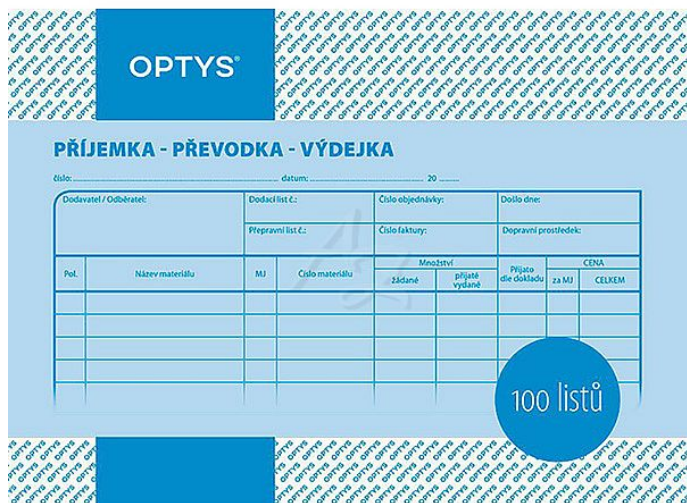 OPTYS®
PŘÍJEMKA - PŘEVODKA - VÝDEJKA
číslo: datum: 20
Dodavatel / Odběratel: Dodací list č.: Číslo objednávky: Došlo dne:
Přepravní list č.: Číslo faktury: Dopravní prostředek:
Pol. Název materiálu MJ Číslo materiálu Množství Přijato dle dokladu CENA
žádané přijaté vydané za MJ CELKEM
100 listů